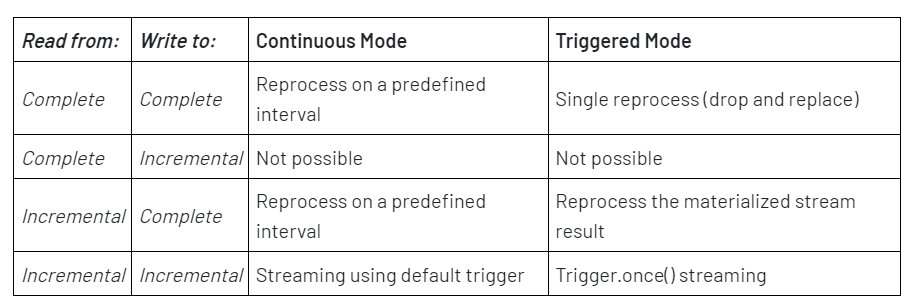 Read from: Write to: Continuous Mode Triggered Mode
Complete Complete Reprocess on a predefined interval Single reprocess (drop and replace)
Complete Incremental Not possible Not possible
Incremental Complete Reprocess on a predefined interval Reprocess the materialized stream result
Incremental Incremental Streaming using default trigger Trigger.once() streaming